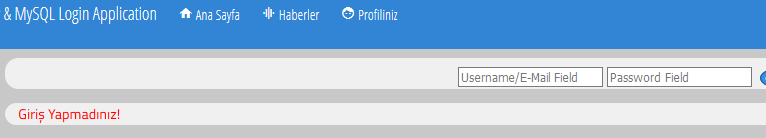 & MySQL Login Application Ana Sayfa Haberler Profiliniz
Username/E-Mail Field Password Field
Giriş Yapmadınız!